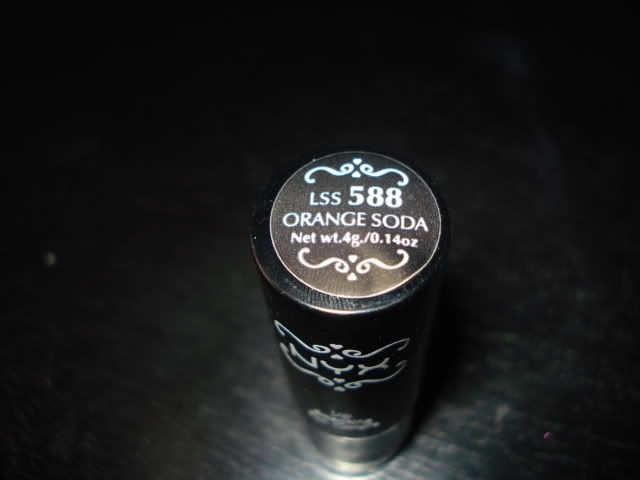 LSS 588
ORANGE SODA
Net wt.4g./0.14oz
NYX